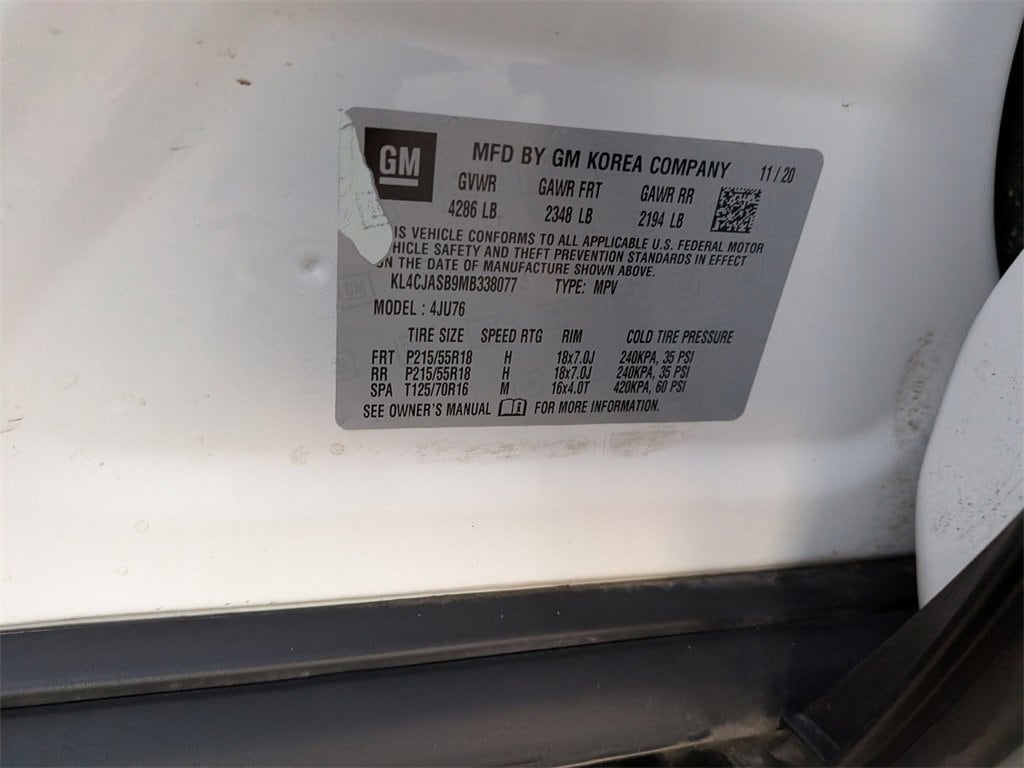 GM
MFD BY GM KOREA COMPANY 11/20
GVWR GAWR FRT GAWR RR
4286 LB 2348 LB 2194 LB
IS VEHICLE CONFORMS TO ALL APPLICABLE U.S. FEDERAL MOTOR
EHICLE SAFETY AND THEFT PREVENTION STANDARDS IN EFFECT
ON THE DATE OF MANUFACTURE SHOWN ABOVE.
KL4CJASB9MB338077 TYPE: MPV
MODEL : 4JU76
TIRE SIZE SPEED RTG RIM COLD TIRE PRESSURE
FRT P215/55R18 H 18x7.0J 240KPA, 35 PSI
RR P215/55R18 H 18x7.0J 240KPA, 35 PSI
SPA T125/70R16 M 16x4.0T 420KPA, 60 PSI
SEE OWNER'S MANUAL FOR MORE INFORMATION.